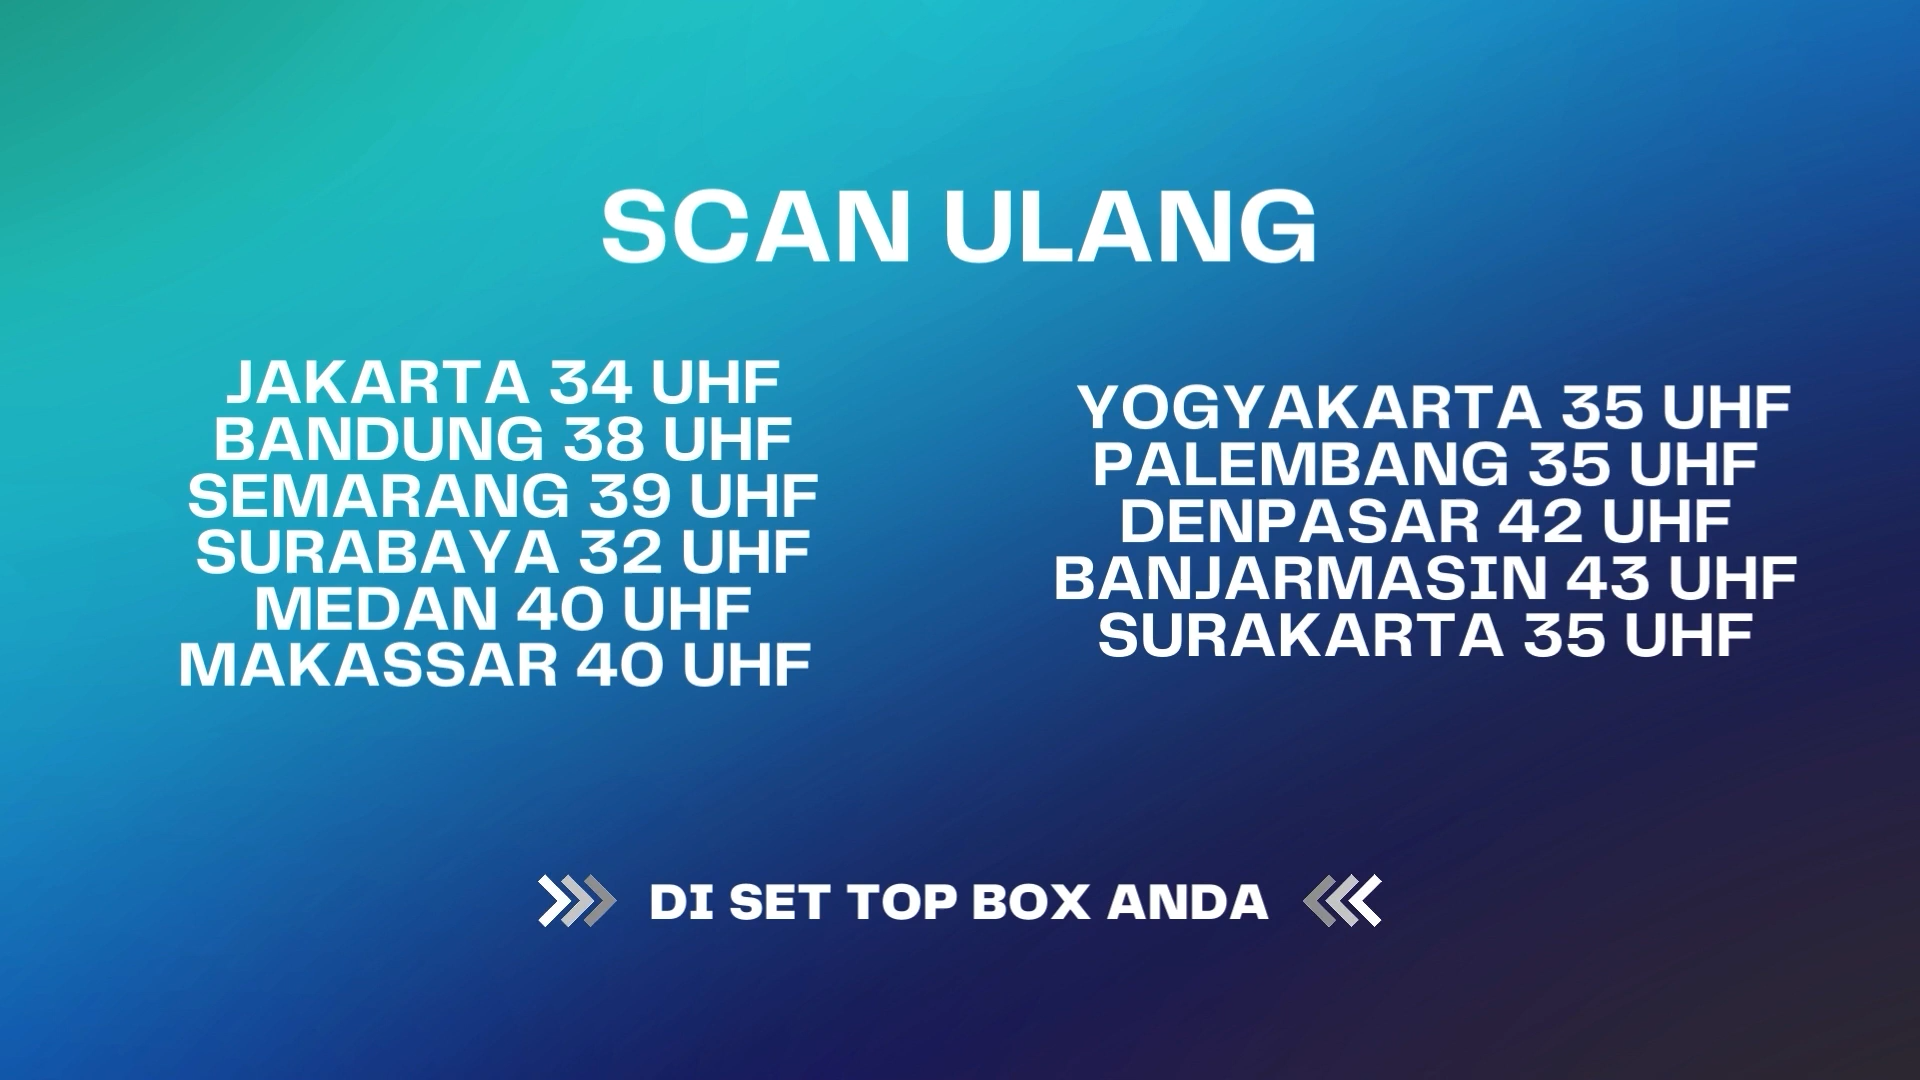 SCAN ULANG
JAKARTA 34 UHF
BANDUNG 38 UHF
SEMARANG 39 UHF
SURABAYA 32 UHF
MEDAN 40 UHF
MAKASSAR 40 UHF
YOGYAKARTA 35 UHF
PALEMBANG 35 UHF
DENPASAR 42 UHF
BANJARMASIN 43 UHF
SURAKARTA 35 UHF
DI SET TOP BOX ANDA